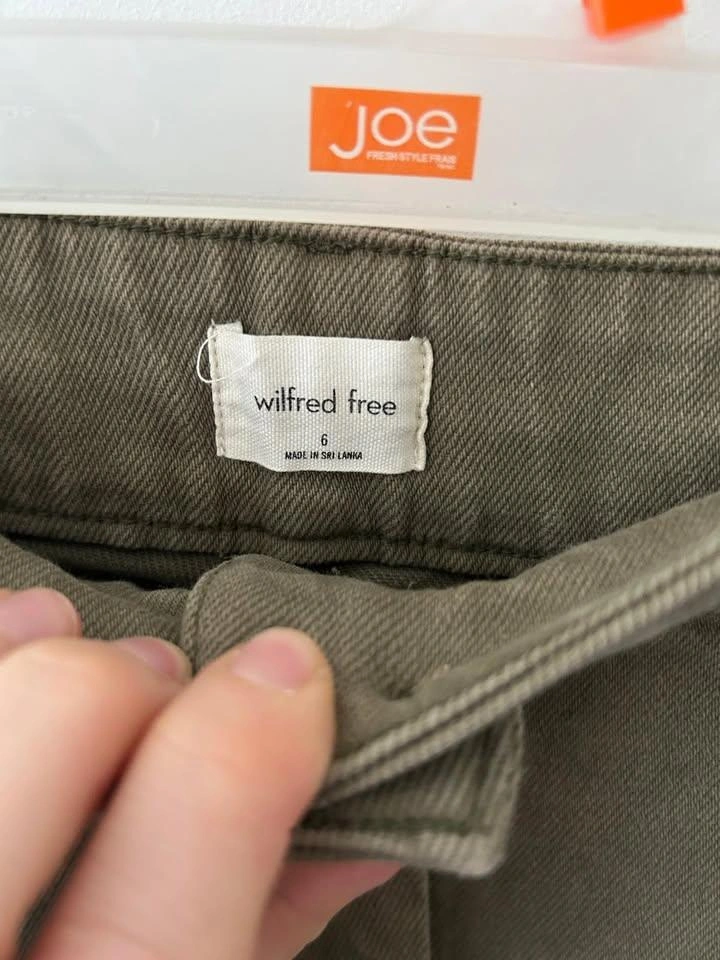 Joe
FRESH STYLE FRAIS
wilfred free
6
MADE IN SRI LANKA